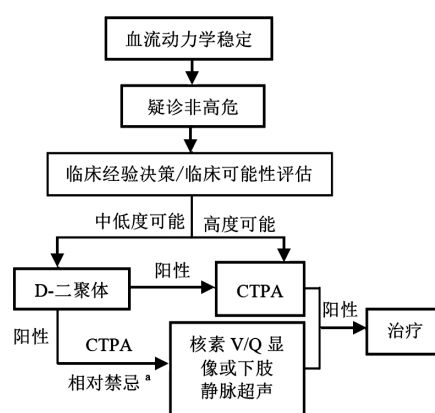 血流动力学稳定
疑诊非高危
临床经验决策/临床可能性评估
中低度可能
高度可能
D-二聚体
阳性
CTPA
阳性
治疗
阳性
CTPA
相对禁忌 a
核素 V/Q 显
像或下肢
静脉超声